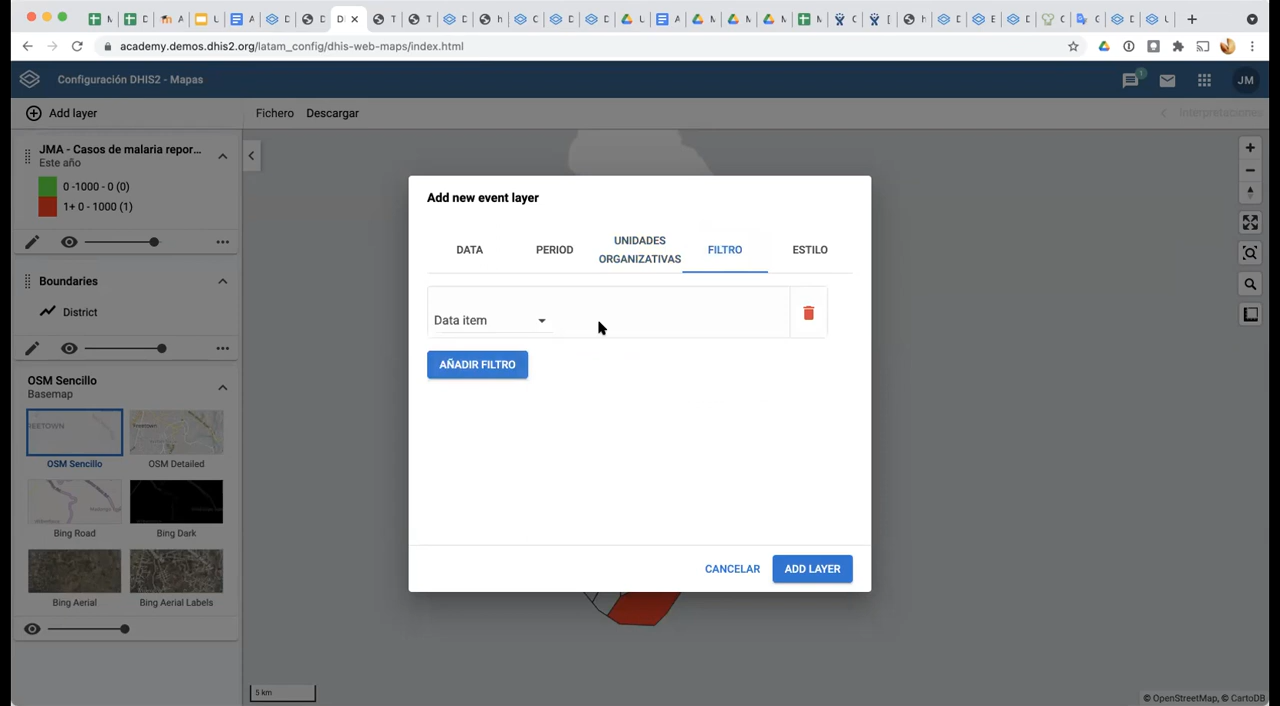 academy.demos.dhis2.org/latam_config/dhis-web-maps/index.html
Configuración DHIS2 - Mapas
1
JM
Add layer
Fichero
Descargar
Interpretaciones
JMA - Casos de malaria repor...
Este año
0 -1000 - 0 (0)
1+ 0 - 1000 (1)
Boundaries
District
OSM Sencillo
Basemap
OSM Sencillo
OSM Detailed
Bing Road
Bing Dark
Bing Aerial
Bing Aerial Labels
Add new event layer
DATA
PERIOD
UNIDADES
ORGANIZATIVAS
FILTRO
ESTILO
Data item
AÑADIR FILTRO
CANCELAR
ADD LAYER
5 km
© OpenStreetMap, © CartoDB